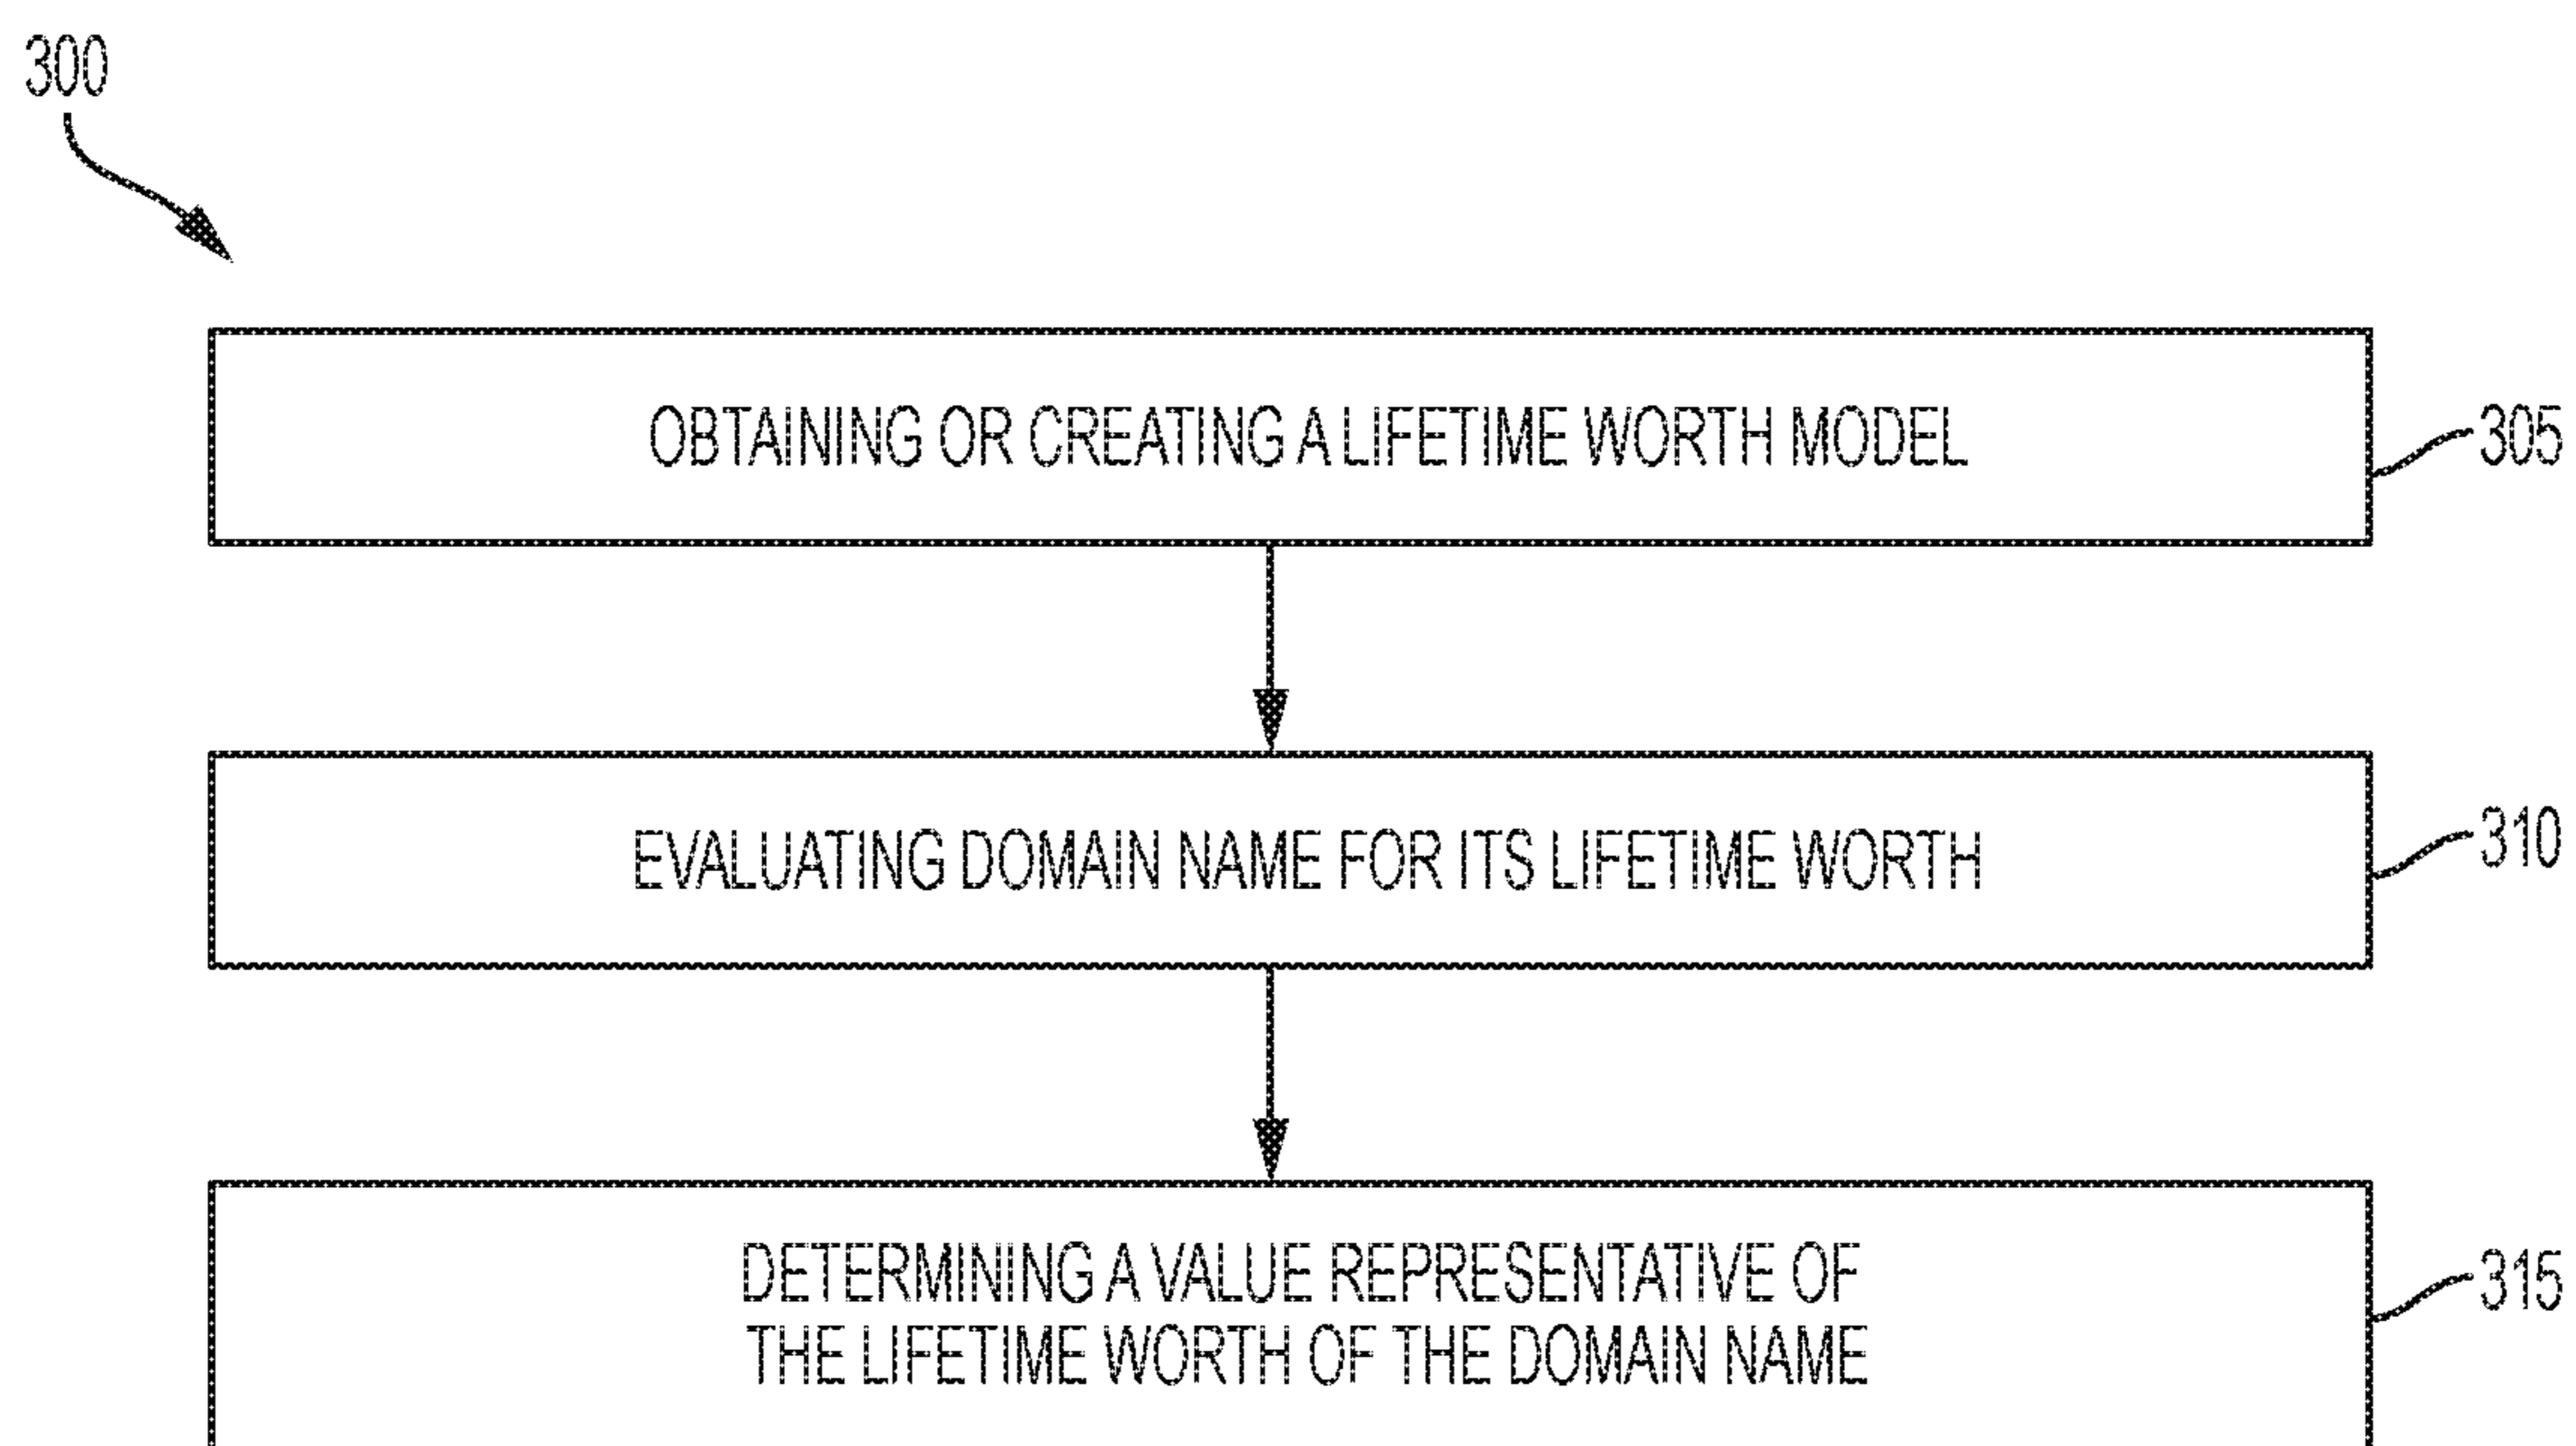 300
OBTAINING OR CREATING A LIFETIME WORTH MODEL
305
EVALUATING DOMAIN NAME FOR ITS LIFETIME WORTH
310
DETERMINING A VALUE REPRESENTATIVE OF
THE LIFETIME WORTH OF THE DOMAIN NAME
315